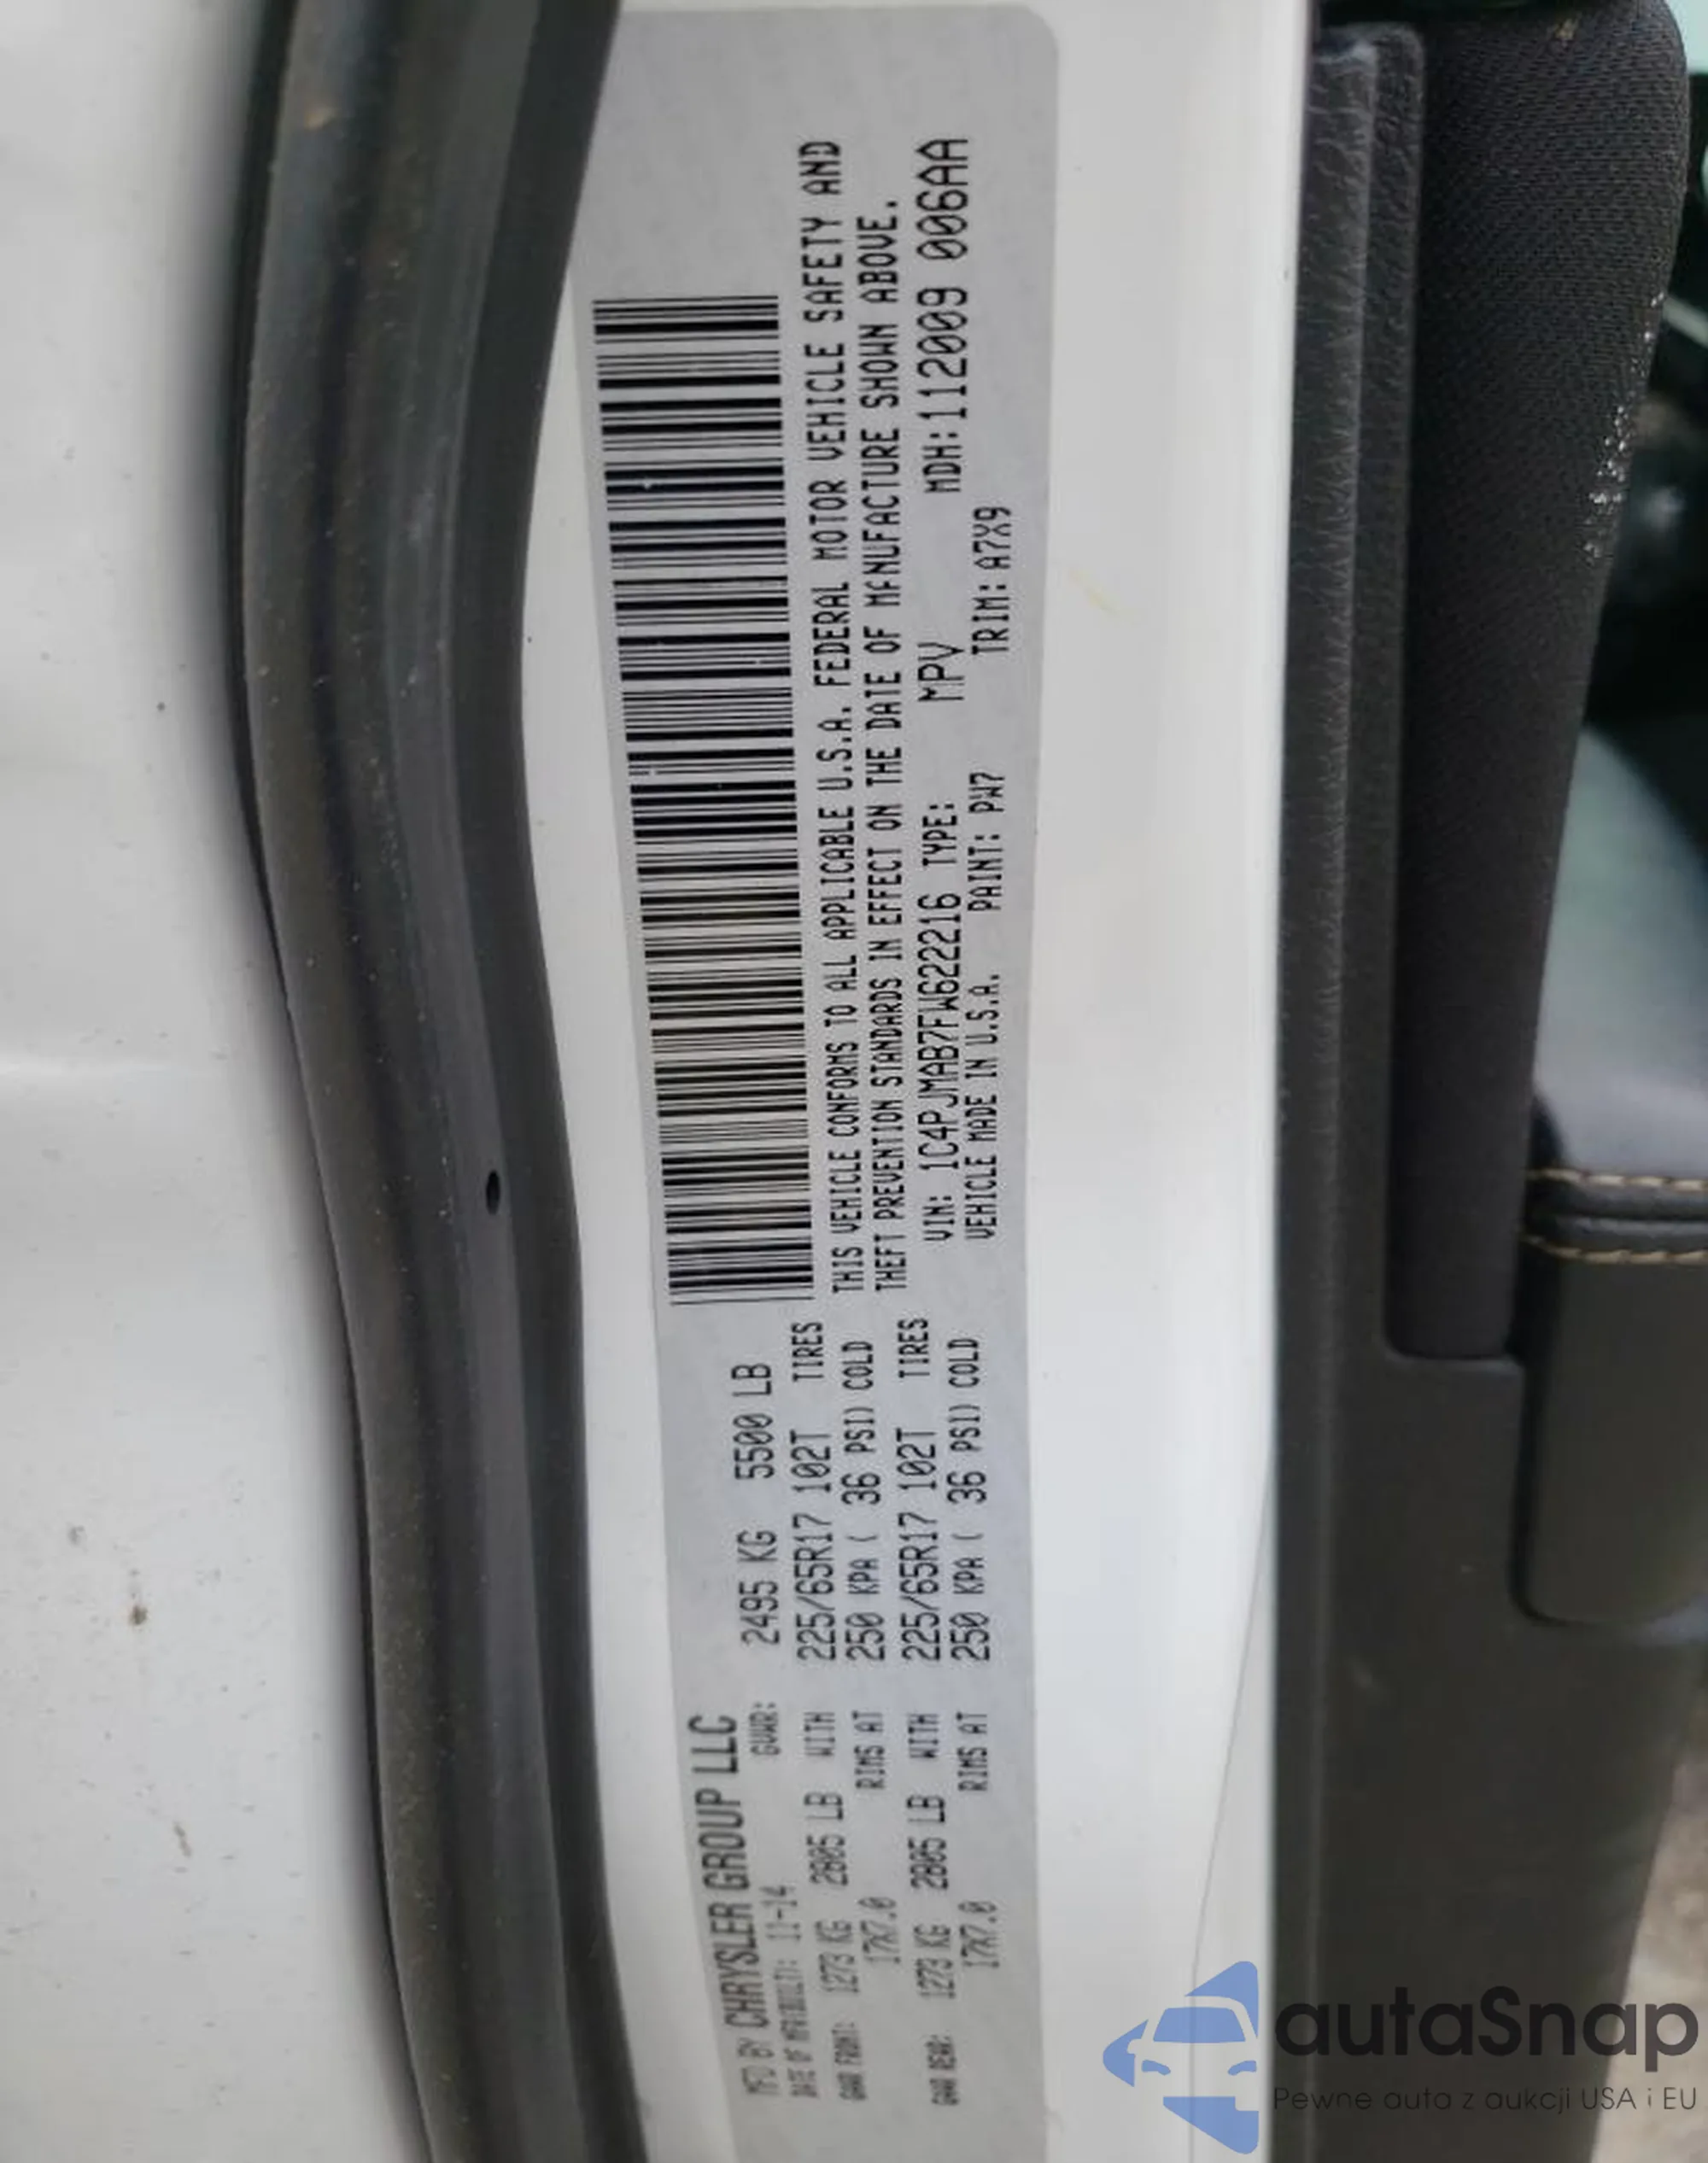 MFD BY CHRYSLER GROUP LLC
DATE OF MFR(BUILT): 11-14 GVWR: 2495 KG 5500 LB
GAWR FRONT: 1273 KG 2805 LB WITH 225/65R17 102T TIRES
17X7.0 RIMS AT 250 KPA ( 36 PSI) COLD
GAWR REAR: 1273 KG 2805 LB WITH 225/65R17 102T TIRES
17X7.0 RIMS AT 250 KPA ( 36 PSI) COLD
THIS VEHICLE CONFORMS TO ALL APPLICABLE U.S.A. FEDERAL MOTOR VEHICLE SAFETY AND
THEFT PREVENTION STANDARDS IN EFFECT ON THE DATE OF MANUFACTURE SHOWN ABOVE.
VIN: 1C4PJMAB7FW622216 TYPE: MPV MDH:112009 006AA
VEHICLE MADE IN U.S.A. PAINT: PW7 TRIM: A7X9
autaSnap
Pewne auta z aukcji USA i EU